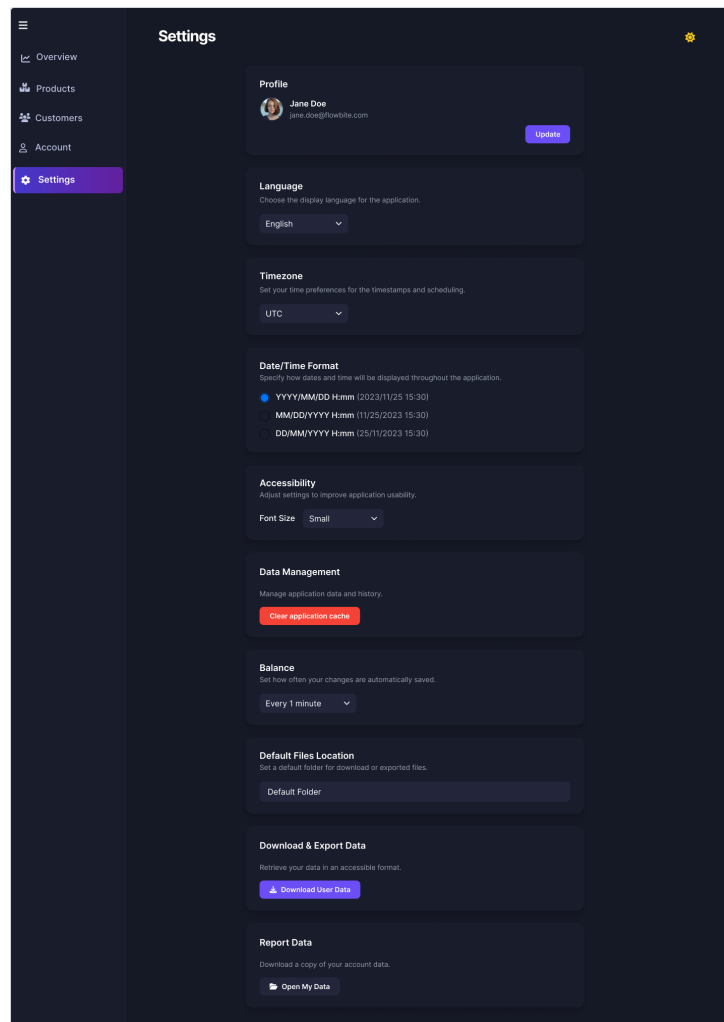 Settings
Overview
Products
Customers
Account
Settings
Profile
Jane Doe
jane.doe@flowbite.com
Update
Language
Choose the display language for the application.
English
Timezone
Set your time preferences for the timestamps and scheduling.
UTC
Date/Time Format
Specify how dates and time will be displayed throughout the application.
YYYY/MM/DD H:mm (2023/11/25 15:30)
MM/DD/YYYY H:mm (11/25/2023 15:30)
DD/MM/YYYY H:mm (25/11/2023 15:30)
Accessibility
Adjust settings to improve application usability.
Font Size Small
Data Management
Manage application data and history.
Clear application cache
Balance
Set how often your changes are automatically saved.
Every 1 minute
Default Files Location
Set a default folder for download or exported files.
Default Folder
Download & Export Data
Retrieve your data in an accessible format.
Download User Data
Report Data
Download a copy of your account data.
Open My Data